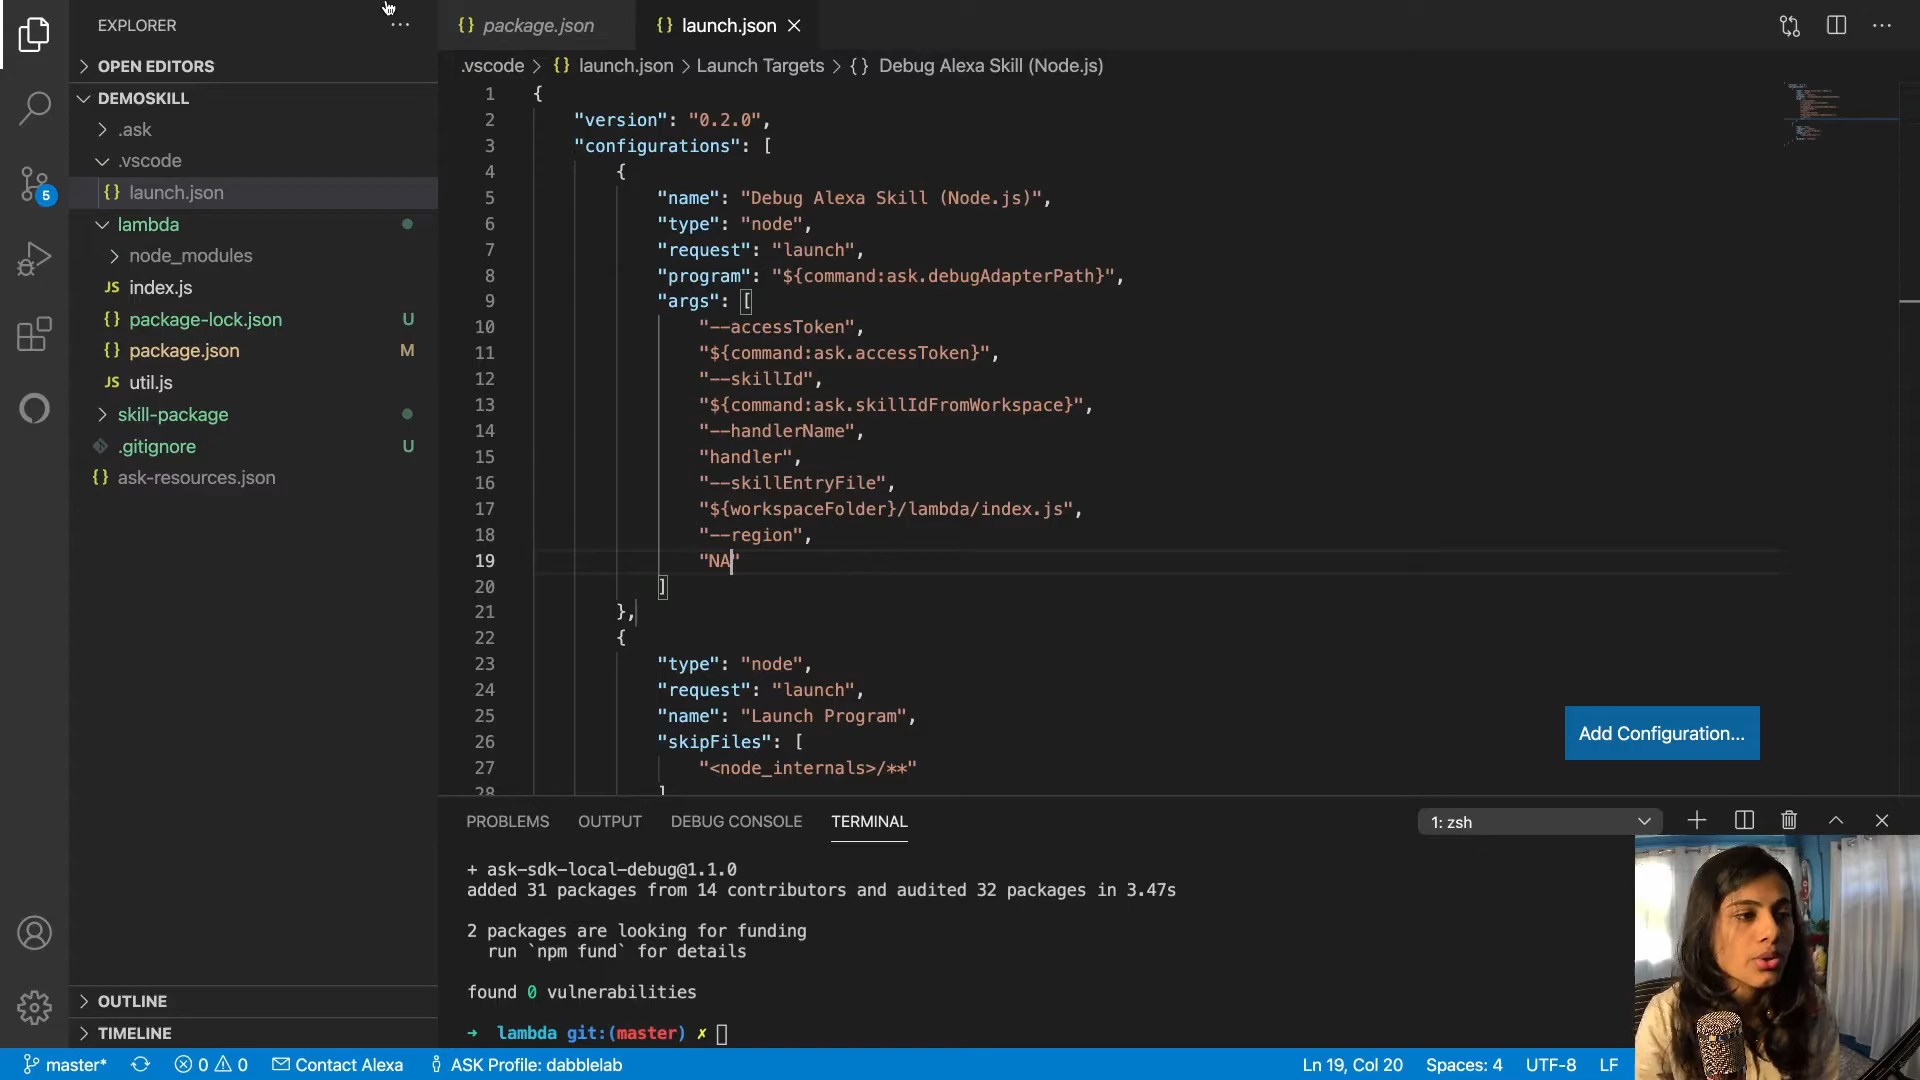 EXPLORER
package.json
launch.json
OPEN EDITORS
.vscode > {} launch.json > Launch Targets > {} Debug Alexa Skill (Node.js)
DEMOSKILL
.ask
.vscode
{} launch.json
lambda
node_modules
JS index.js
{} package-lock.json U
{} package.json M
JS util.js
skill-package
.gitignore U
{} ask-resources.json
5
1 {
2 "version": "0.2.0",
3 "configurations": [
4 {
5 "name": "Debug Alexa Skill (Node.js)",
6 "type": "node",
7 "request": "launch",
8 "program": "${command:ask.debugAdapterPath}",
9 "args": [
10 "--accessToken",
11 "${command:ask.accessToken}",
12 "--skillId",
13 "${command:ask.skillIdFromWorkspace}",
14 "--handlerName",
15 "handler",
16 "--skillEntryFile",
17 "${workspaceFolder}/lambda/index.js",
18 "--region",
19 "NA"
20 ]
21 },
22 {
23 "type": "node",
24 "request": "launch",
25 "name": "Launch Program",
26 "skipFiles": [
27 "<node_internals>/**"
28 ]
Add Configuration...
PROBLEMS OUTPUT DEBUG CONSOLE TERMINAL
1: zsh
+ ask-sdk-local-debug@1.1.0
added 31 packages from 14 contributors and audited 32 packages in 3.47s
2 packages are looking for funding
run `npm fund` for details
found 0 vulnerabilities
→ lambda git:(master) ✗
OUTLINE
TIMELINE
master* 0 0 Contact Alexa ASK Profile: dabblelab Ln 19, Col 20 Spaces: 4 UTF-8 LF